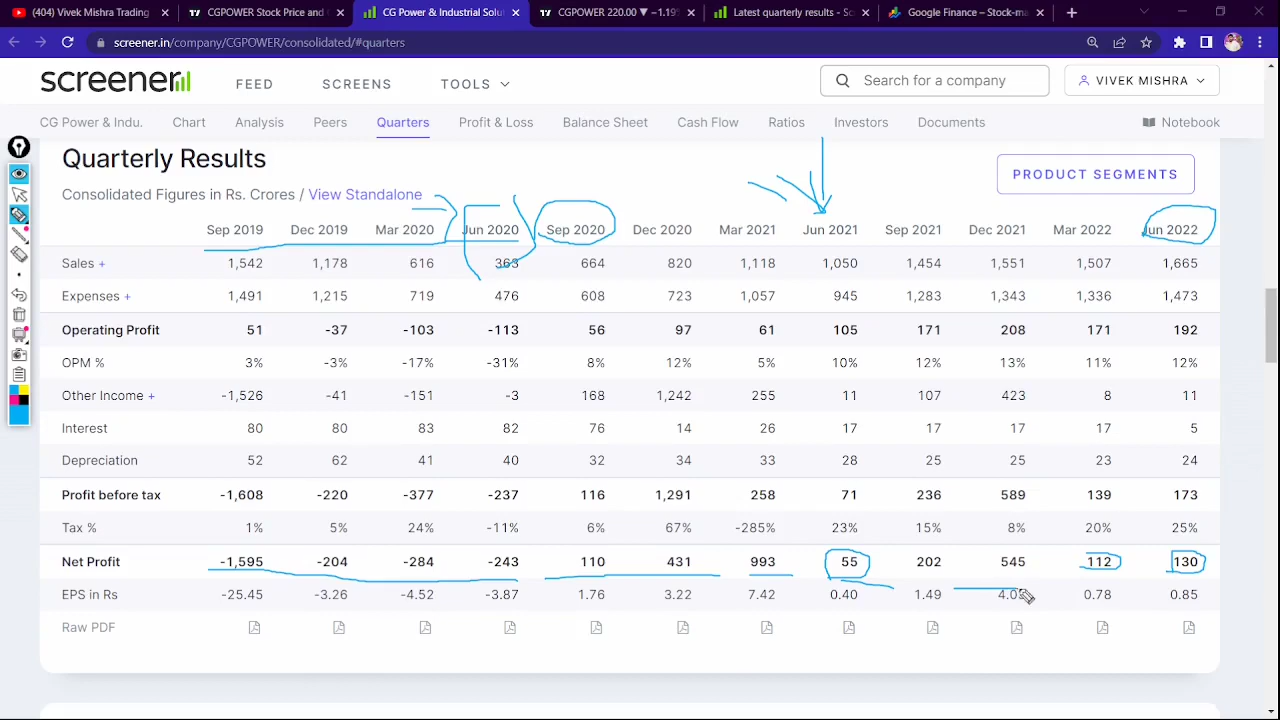 (404) Vivek Mishra Trading
CGPOWER Stock Price and
CG Power & Industrial Solu
CGPOWER 220.00 ▼ −1.19%
Latest quarterly results - Sc
Google Finance – Stock-ma
screener.in/company/CGPOWER/consolidated/#quarters
screener FEED SCREENS TOOLS Search for a company VIVEK MISHRA
CG Power & Indu. Chart Analysis Peers Quarters Profit & Loss Balance Sheet Cash Flow Ratios Investors Documents Notebook
Quarterly Results
PRODUCT SEGMENTS
Consolidated Figures in Rs. Crores / View Standalone
Sep 2019 Dec 2019 Mar 2020 Jun 2020 Sep 2020 Dec 2020 Mar 2021 Jun 2021 Sep 2021 Dec 2021 Mar 2022 Jun 2022
Sales + 1,542 1,178 616 363 664 820 1,118 1,050 1,454 1,551 1,507 1,665
Expenses + 1,491 1,215 719 476 608 723 1,057 945 1,283 1,343 1,336 1,473
Operating Profit 51 -37 -103 -113 56 97 61 105 171 208 171 192
OPM % 3% -3% -17% -31% 8% 12% 5% 10% 12% 13% 11% 12%
Other Income + -1,526 -41 -151 -3 168 1,242 255 11 107 423 8 11
Interest 80 80 83 82 76 14 26 17 17 17 17 5
Depreciation 52 62 41 40 32 34 33 28 25 25 23 24
Profit before tax -1,608 -220 -377 -237 116 1,291 258 71 236 589 139 173
Tax % 1% 5% 24% -11% 6% 67% -285% 23% 15% 8% 20% 25%
Net Profit -1,595 -204 -284 -243 110 431 993 55 202 545 112 130
EPS in Rs -25.45 -3.26 -4.52 -3.87 1.76 3.22 7.42 0.40 1.49 0.78 0.85
Raw PDF